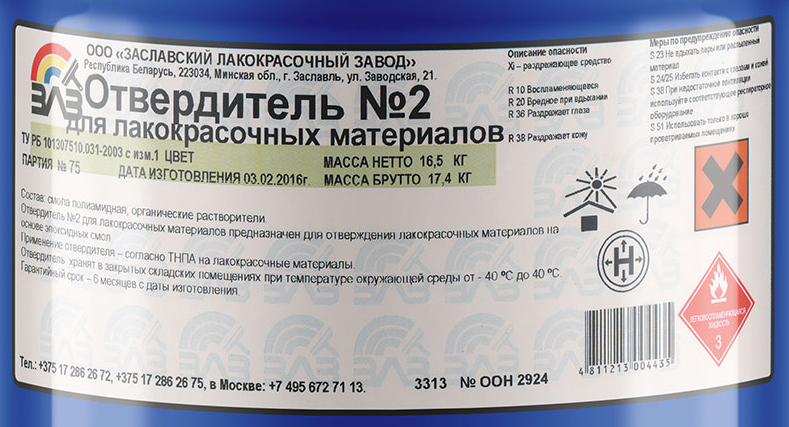 ЗЛЗ
ООО «ЗАСЛАВСКИЙ ЛАКОКРАСОЧНЫЙ ЗАВОД»
Республика Беларусь, 223034, Минская обл., г. Заславль, ул. Заводская, 21.
Отвердитель №2
для лакокрасочных материалов
ТУ РБ 101307510.031-2003 с изм.1 ЦВЕТ
МАССА НЕТТО 16,5 КГ
ПАРТИЯ № 75 ДАТА ИЗГОТОВЛЕНИЯ 03.02.2016г. МАССА БРУТТО 17,4 КГ
Состав: смола полиамидная, органические растворители.
Отвердитель №2 для лакокрасочных материалов предназначен для отверждения лакокрасочных материалов на
основе эпоксидных смол
Применение отвердителя – согласно ТНПА на лакокрасочные материалы.
Отвердитель хранят в закрытых складских помещениях при температуре окружающей среды от - 40 ºС до 40 ºС.
Гарантийный срок – 6 месяцев с даты изготовления.
Тел.: +375 17 286 26 72, +375 17 286 26 75, в Москве: +7 495 672 71 13.
3313 № ООН 2924
Описание опасности
Xi – раздражающее средство
R 10 Воспламеняющееся
R 20 Вредное при вдыхании
R 36 Раздражает глаза
R 38 Раздражает кожу
Меры по предупреждению опасности
S 23 Не вдыхать пары или распыленный
материал
S 24/25 Избегать контакта с глазами и кожей
S 38 При недостаточной вентиляции
используйте соответствующее респираторное
оборудование
S 51 Использовать только в хорошо
проветриваемых помещениях
Н
ЛЕГКОВОСПЛАМЕНЯЮЩАЯСЯ
ЖИДКОСТЬ
3
4 811213 004435